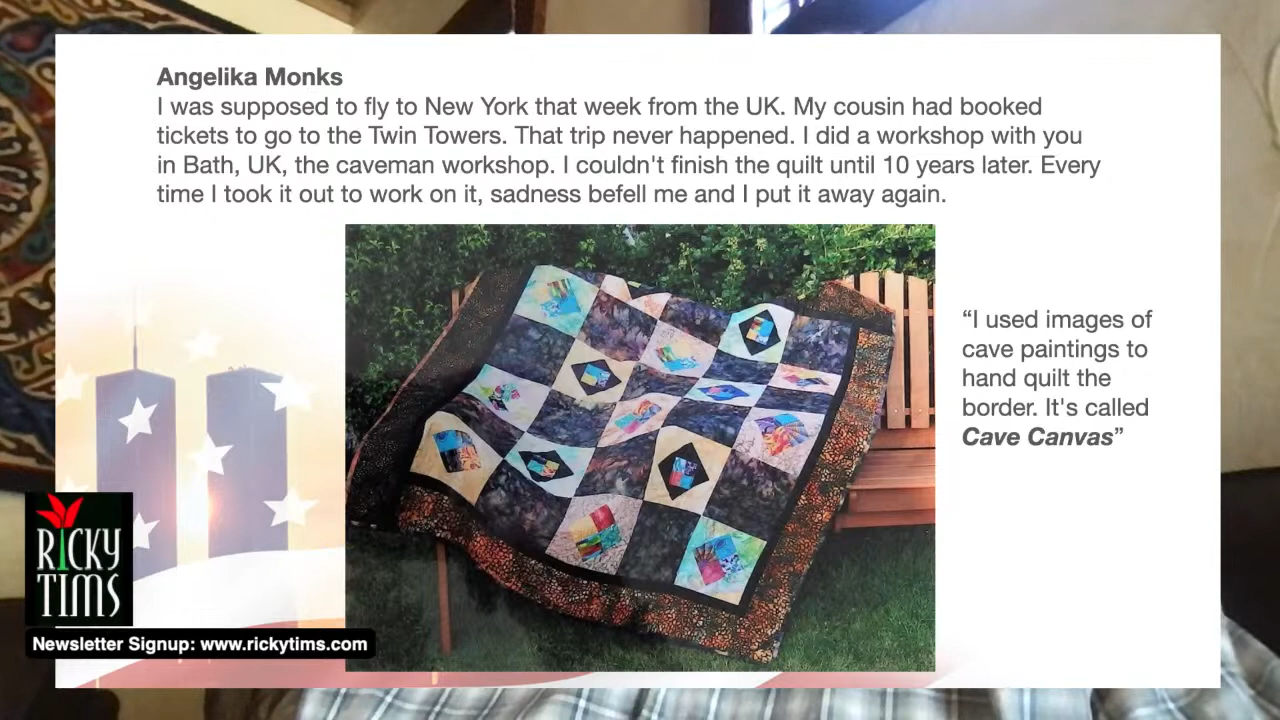 Angelika Monks
I was supposed to fly to New York that week from the UK. My cousin had booked
tickets to go to the Twin Towers. That trip never happened. I did a workshop with you
in Bath, UK, the caveman workshop. I couldn't finish the quilt until 10 years later. Every
time I took it out to work on it, sadness befell me and I put it away again.
“I used images of
cave paintings to
hand quilt the
border. It's called
Cave Canvas”
RICKY
TIMS
Newsletter Signup: www.rickytims.com